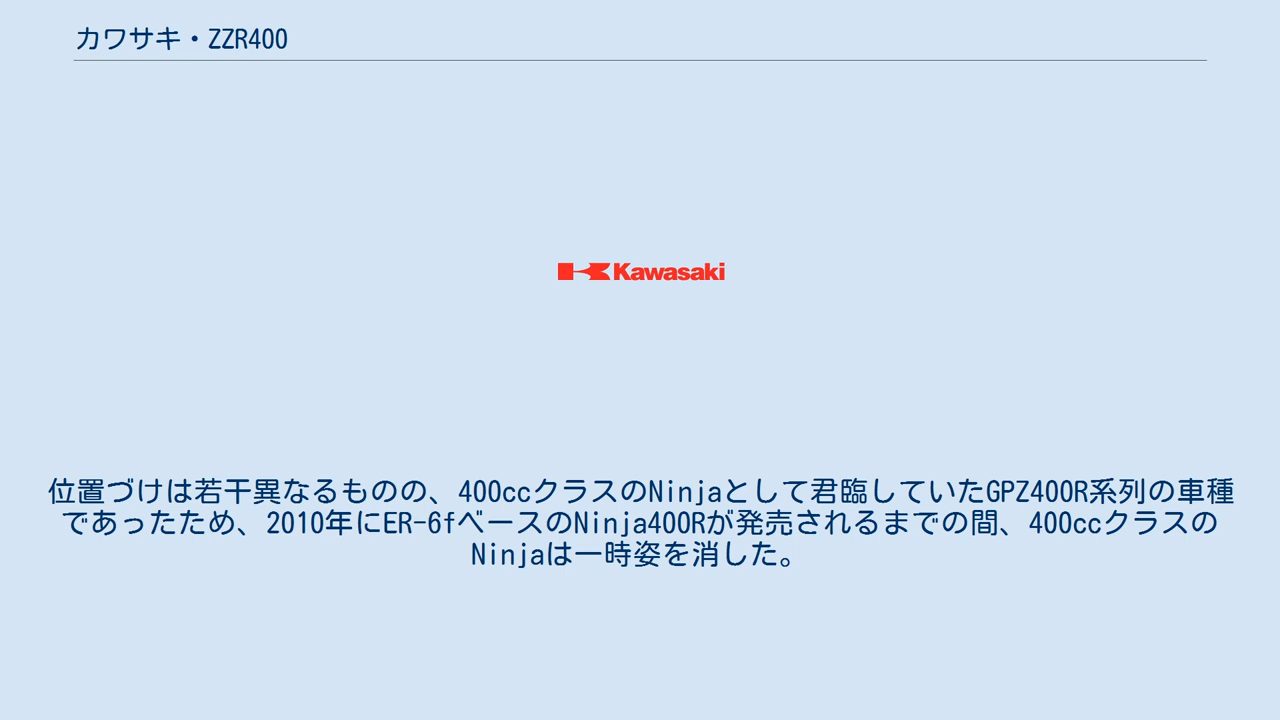 カワサキ・ZZR400
Kawasaki
位置づけは若干異なるものの、400ccクラスのNinjaとして君臨していたGPZ400R系列の車種
であったため、2010年にER-6fベースのNinja400Rが発売されるまでの間、400ccクラスの
Ninjaは一時姿を消した。